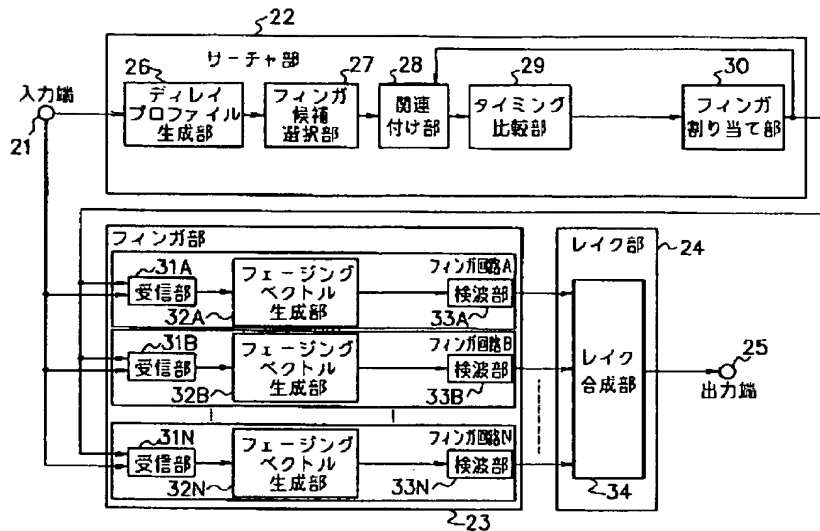 22
サーチャ部
26
27
28
29
30
入力端
21
ディレイ
プロファイル
生成部
フィンガ
候補
選択部
関連
付け部
タイミング
比較部
フィンガ
割り当て部
フィンガ部
レイク部
24
31A
受信部
フェージング
ベクトル
生成部
32A
フィンガ回路A
検波部
33A
31B
受信部
フェージング
ベクトル
生成部
32B
フィンガ回路B
検波部
33B
31N
受信部
フェージング
ベクトル
生成部
32N
フィンガ回路N
検波部
33N
レイク
合成部
34
25
出力端
23